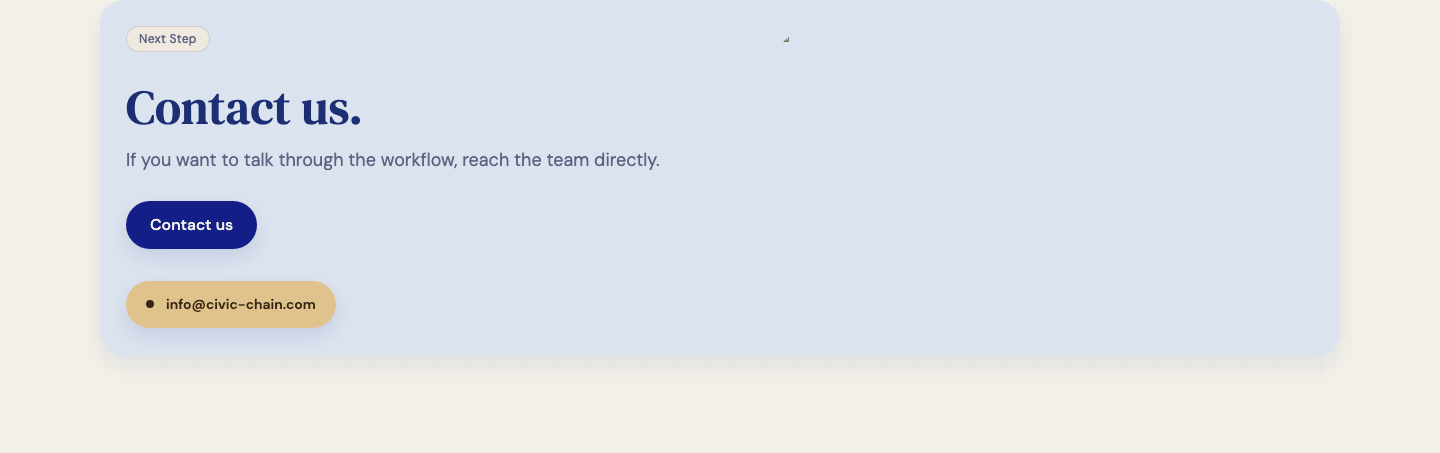 Next Step
Contact us.
If you want to talk through the workflow, reach the team directly.
Contact us
info@civic-chain.com